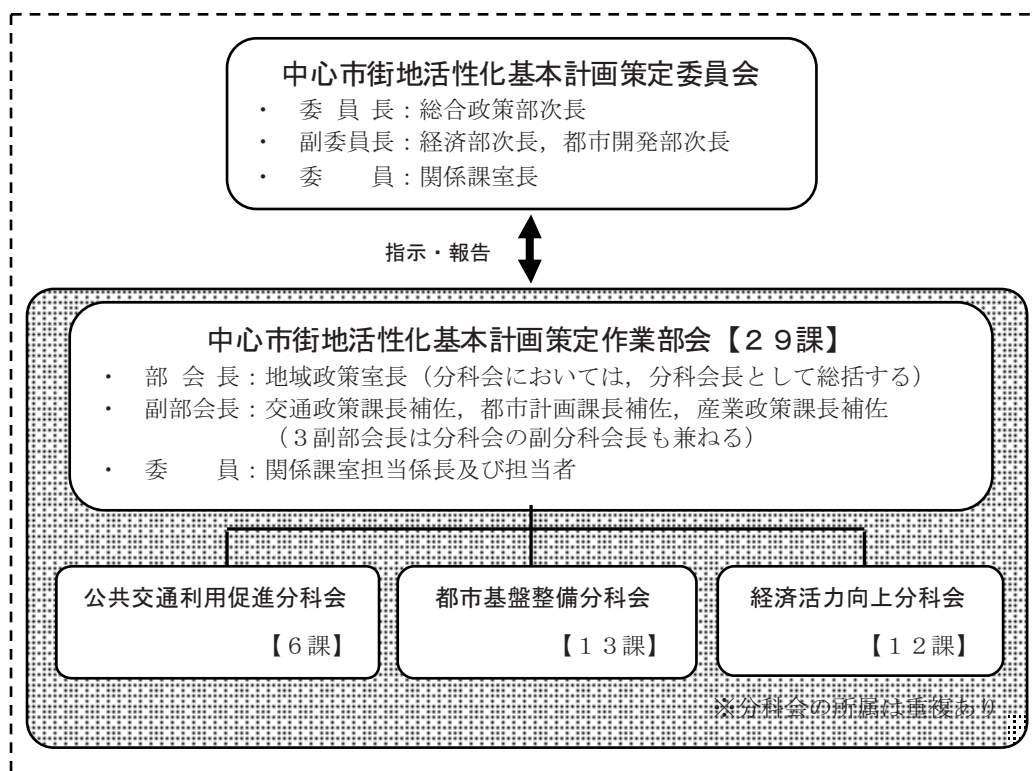 中心市街地活性化基本計画策定委員会
・ 委員長：総合政策部次長
・ 副委員長：経済部次長，都市開発部次長
・ 委　　員：関係課室長
指示・報告
中心市街地活性化基本計画策定作業部会【２９課】
・ 部会長：地域政策室長（分科会においては，分科会長として総括する）
・ 副部会長：交通政策課長補佐，都市計画課長補佐，産業政策課長補佐
（３副部会長は分科会の副分科会長も兼ねる）
・ 委　　員：関係課室担当係長及び担当者
公共交通利用促進分科会
【６課】
都市基盤整備分科会
【１３課】
経済活力向上分科会
【１２課】
※分科会の所属は重複あり